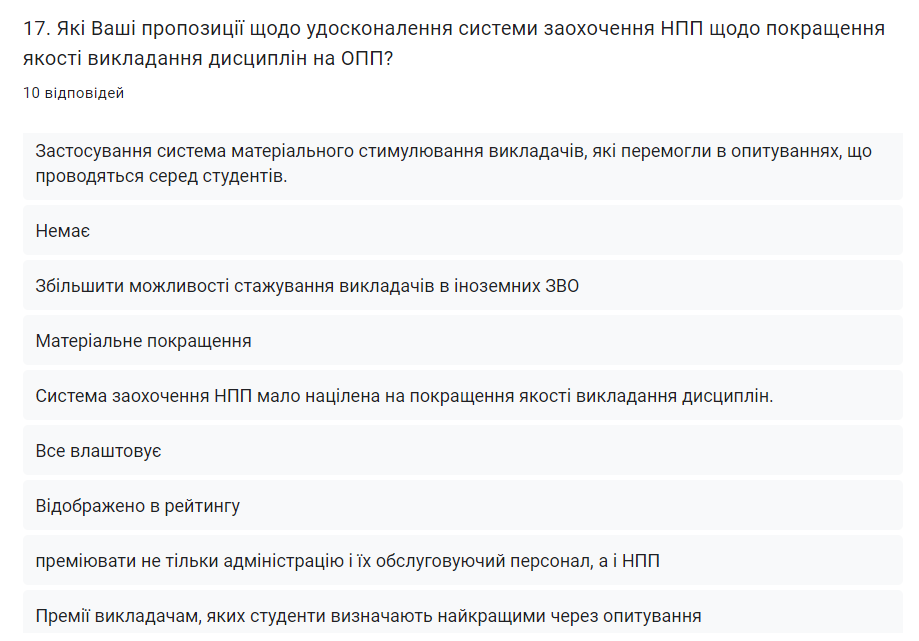 17. Які Ваші пропозиції щодо удосконалення системи заохочення НПП щодо покращення
якості викладання дисциплін на ОПП?
10 відповідей
Застосування система матеріального стимулювання викладачів, які перемогли в опитуваннях, що
проводяться серед студентів.
Немає
Збільшити можливості стажування викладачів в іноземних ЗВО
Матеріальне покращення
Система заохочення НПП мало націлена на покращення якості викладання дисциплін.
Все влаштовує
Відображено в рейтингу
преміювати не тільки адміністрацію і їх обслуговуючий персонал, а і НПП
Премії викладачам, яких студенти визначають найкращими через опитування